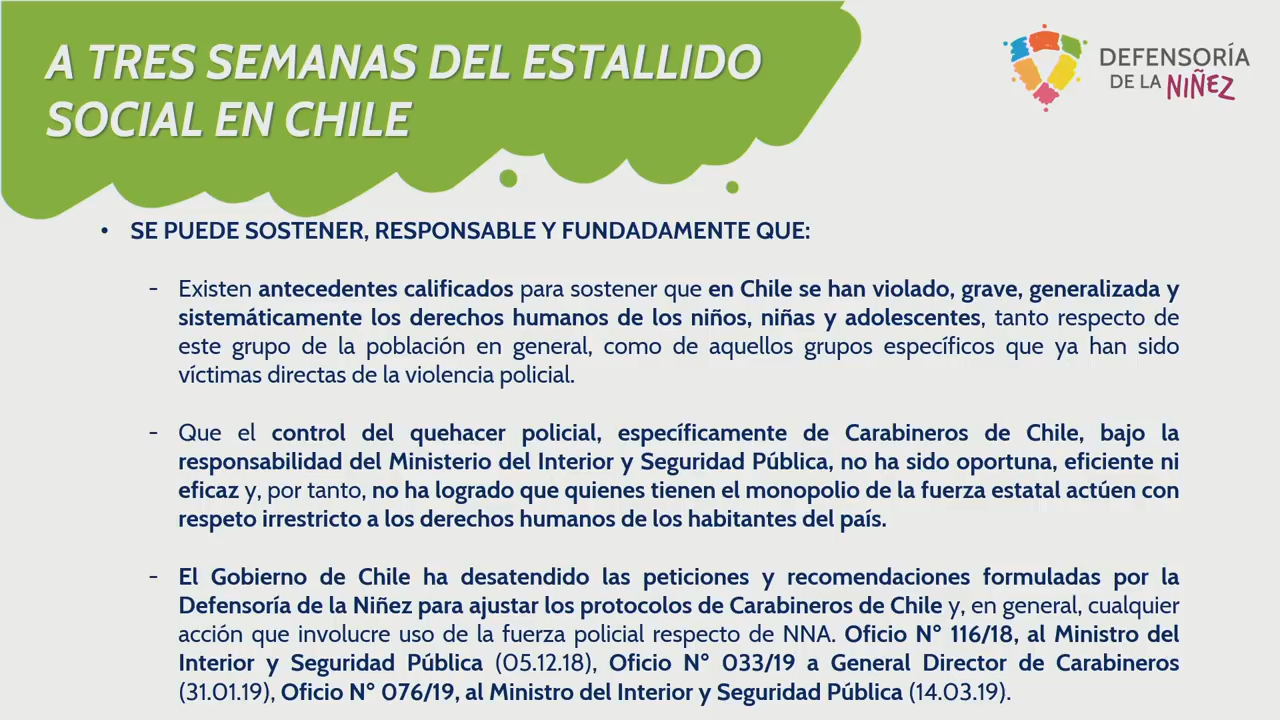 A TRES SEMANAS DEL ESTALLIDO
SOCIAL EN CHILE
DEFENSORÍA
DE LA NIÑEZ
• SE PUEDE SOSTENER, RESPONSABLE Y FUNDADAMENTE QUE:
- Existen antecedentes calificados para sostener que en Chile se han violado, grave, generalizada y
sistemáticamente los derechos humanos de los niños, niñas y adolescentes, tanto respecto de
este grupo de la población en general, como de aquellos grupos específicos que ya han sido
víctimas directas de la violencia policial.
- Que el control del quehacer policial, específicamente de Carabineros de Chile, bajo la
responsabilidad del Ministerio del Interior y Seguridad Pública, no ha sido oportuna, eficiente ni
eficaz y, por tanto, no ha logrado que quienes tienen el monopolio de la fuerza estatal actúen con
respeto irrestricto a los derechos humanos de los habitantes del país.
- El Gobierno de Chile ha desatendido las peticiones y recomendaciones formuladas por la
Defensoría de la Niñez para ajustar los protocolos de Carabineros de Chile y, en general, cualquier
acción que involucre uso de la fuerza policial respecto de NNA. Oficio N° 116/18, al Ministro del
Interior y Seguridad Pública (05.12.18), Oficio N° 033/19 a General Director de Carabineros
(31.01.19), Oficio N° 076/19, al Ministro del Interior y Seguridad Pública (14.03.19).